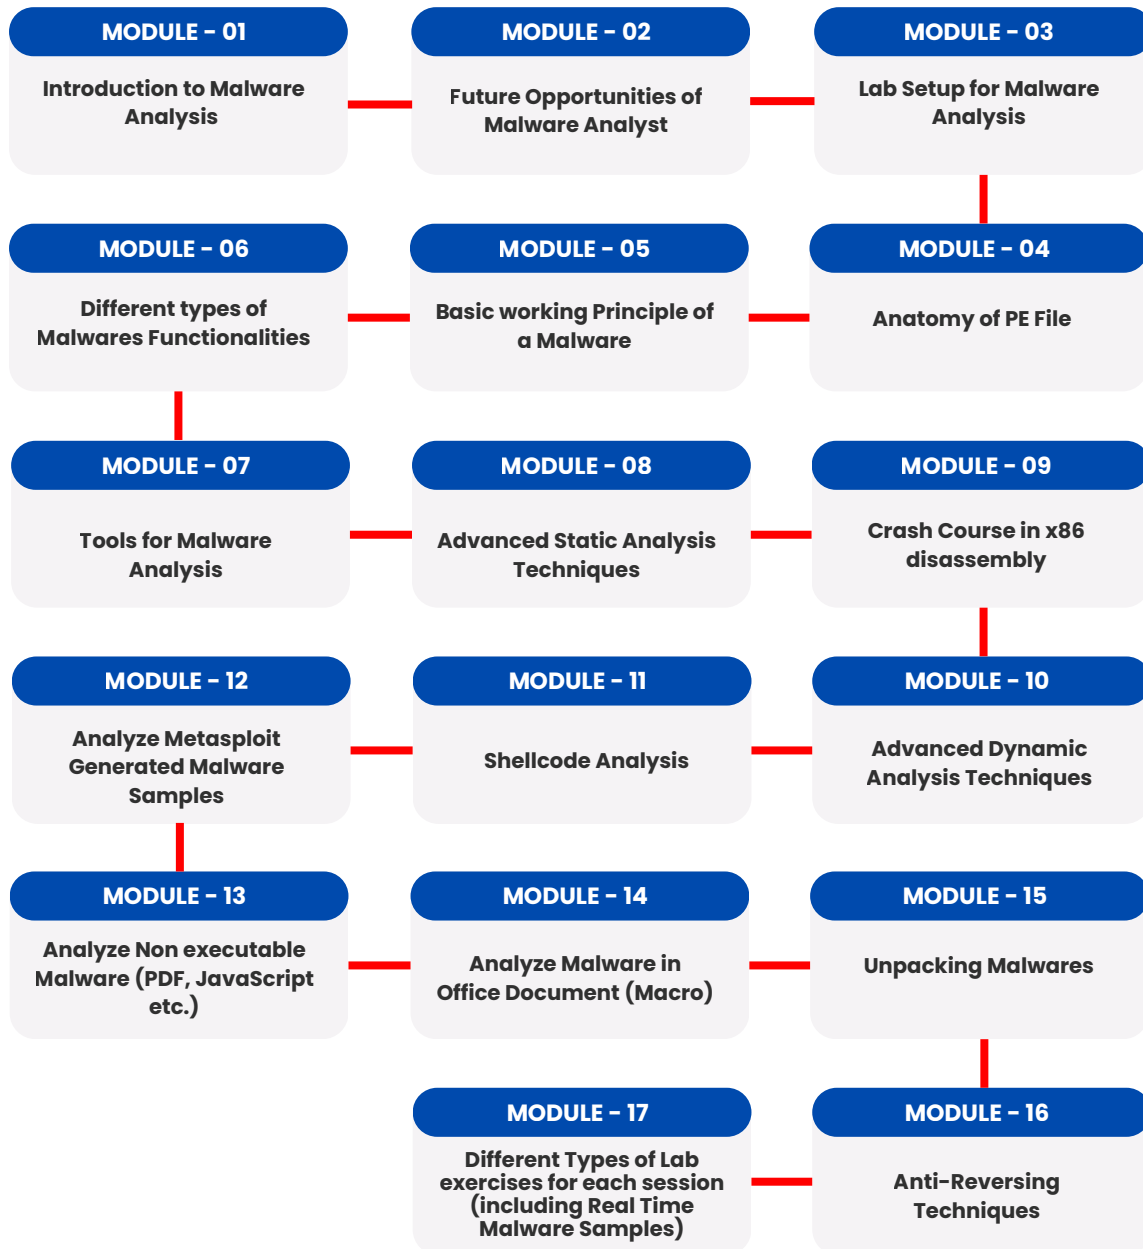 MODULE - 01
Introduction to Malware
Analysis
MODULE - 02
Future Opportunities of
Malware Analyst
MODULE - 03
Lab Setup for Malware
Analysis
MODULE - 04
Anatomy of PE File
MODULE - 05
Basic working Principle of
a Malware
MODULE - 06
Different types of
Malwares Functionalities
MODULE - 07
Tools for Malware
Analysis
MODULE - 08
Advanced Static Analysis
Techniques
MODULE - 09
Crash Course in x86
disassembly
MODULE - 10
Advanced Dynamic
Analysis Techniques
MODULE - 11
Shellcode Analysis
MODULE - 12
Analyze Metasploit
Generated Malware
Samples
MODULE - 13
Analyze Non executable
Malware (PDF, JavaScript
etc.)
MODULE - 14
Analyze Malware in
Office Document (Macro)
MODULE - 15
Unpacking Malwares
MODULE - 16
Anti-Reversing
Techniques
MODULE - 17
Different Types of Lab
exercises for each session
(including Real Time
Malware Samples)